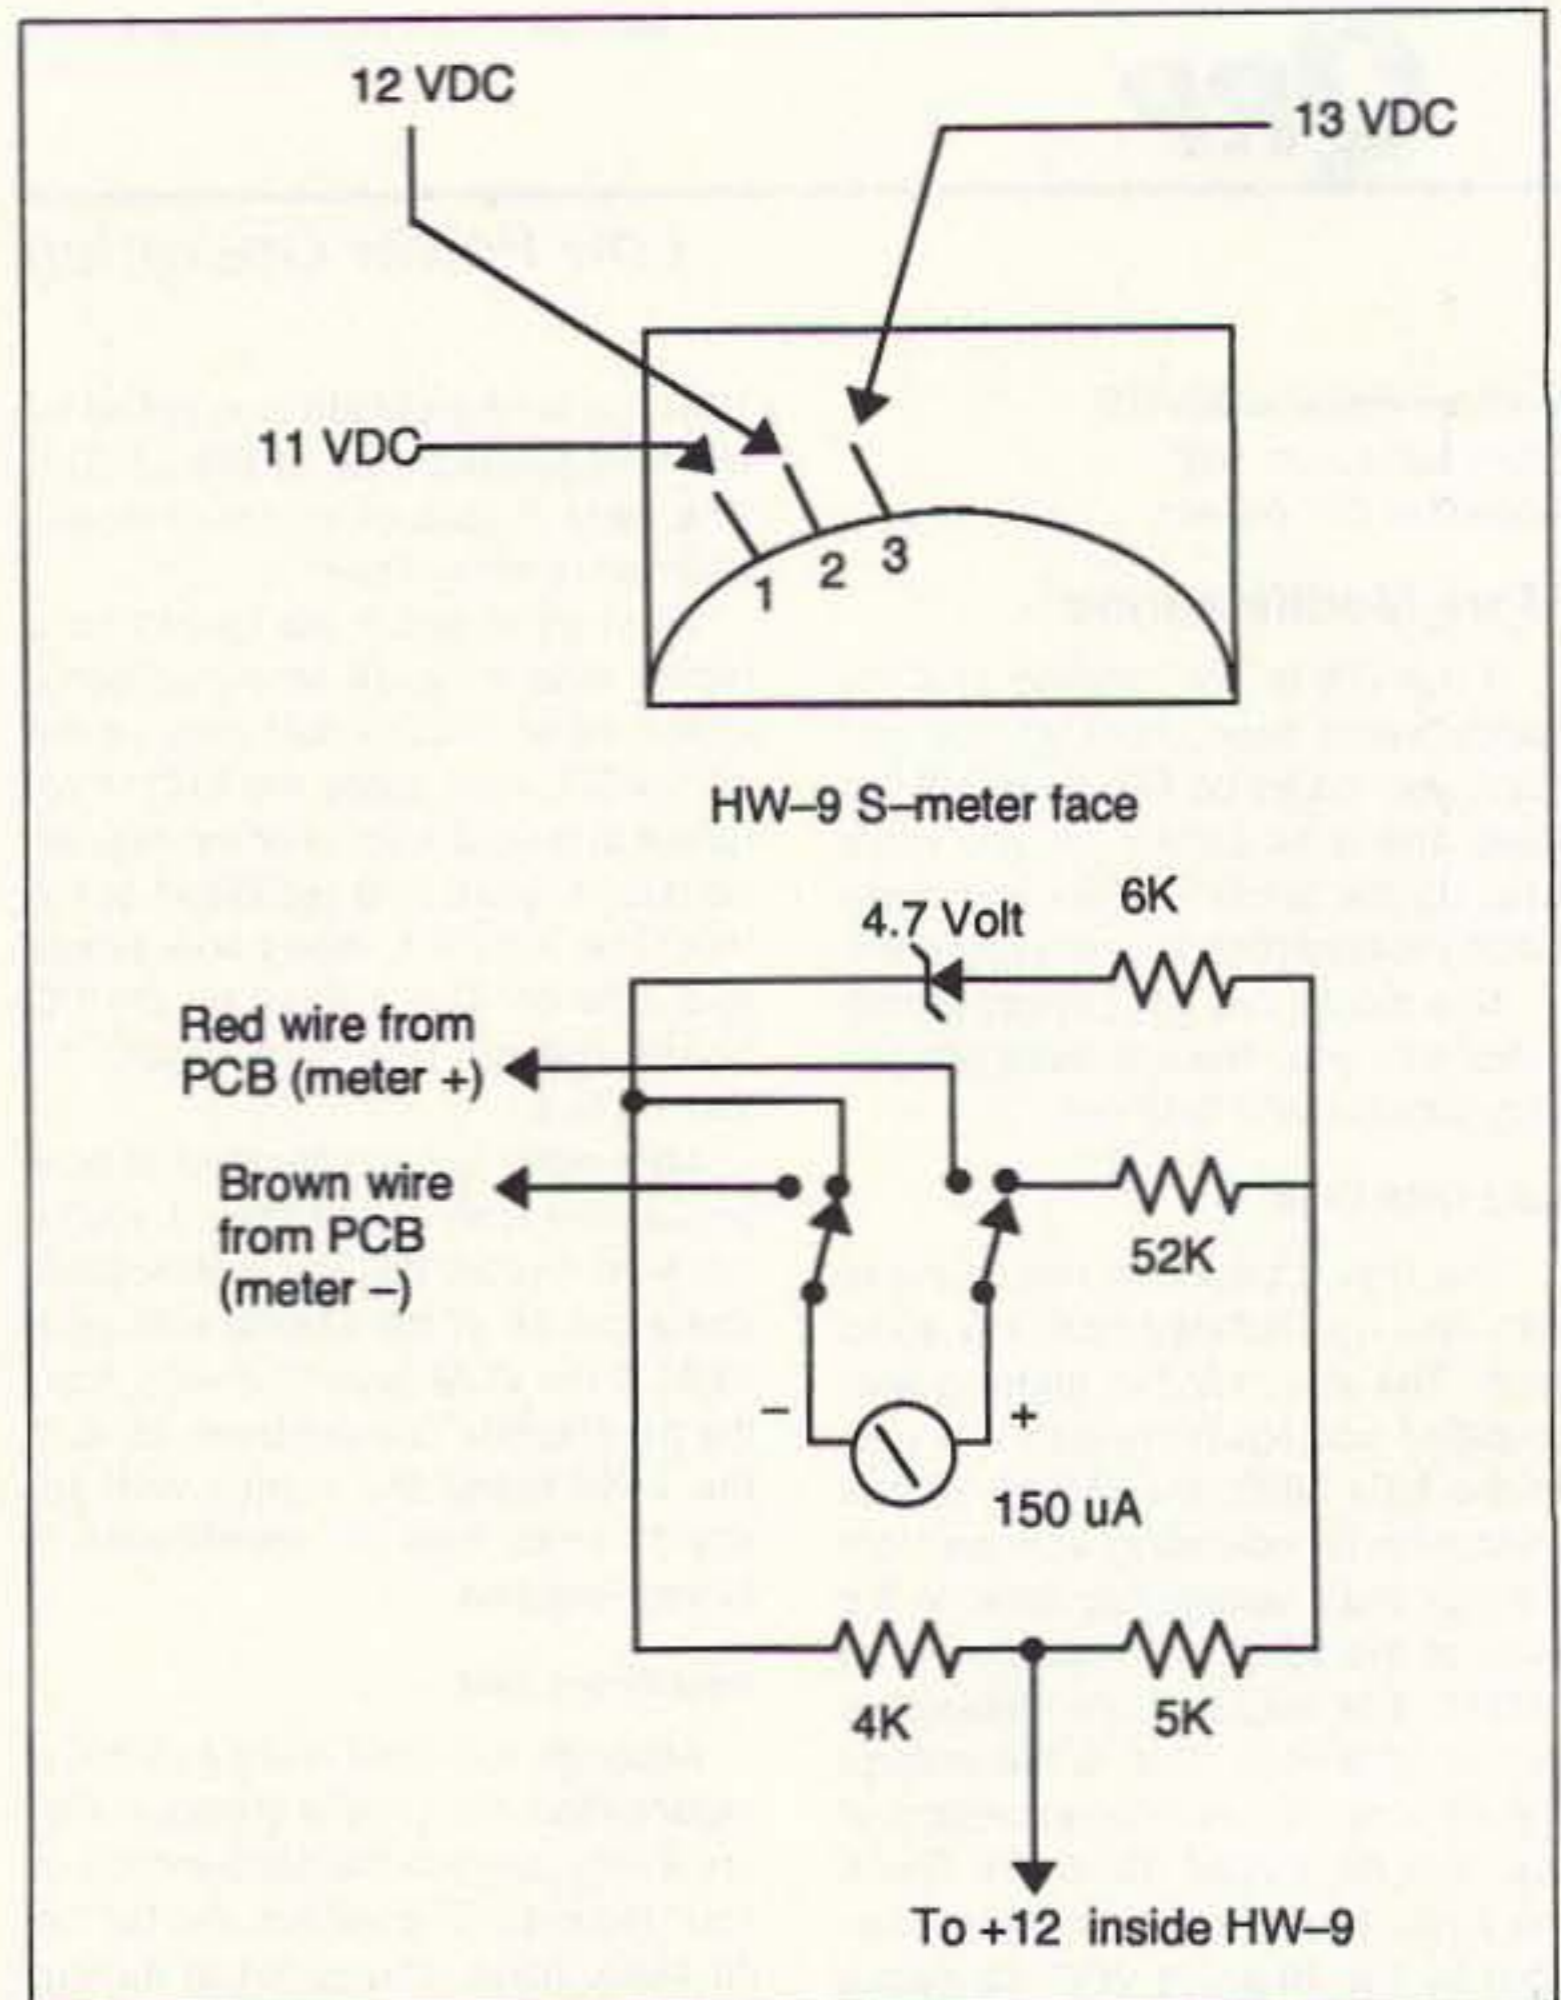 12 VDC
13 VDC
11 VDC
1
2
3
HW–9 S–meter face
4.7 Volt
6K
Red wire from
PCB (meter +)
Brown wire
from PCB
(meter –)
52K
–
+
150 uA
4K
5K
To +12 inside HW–9